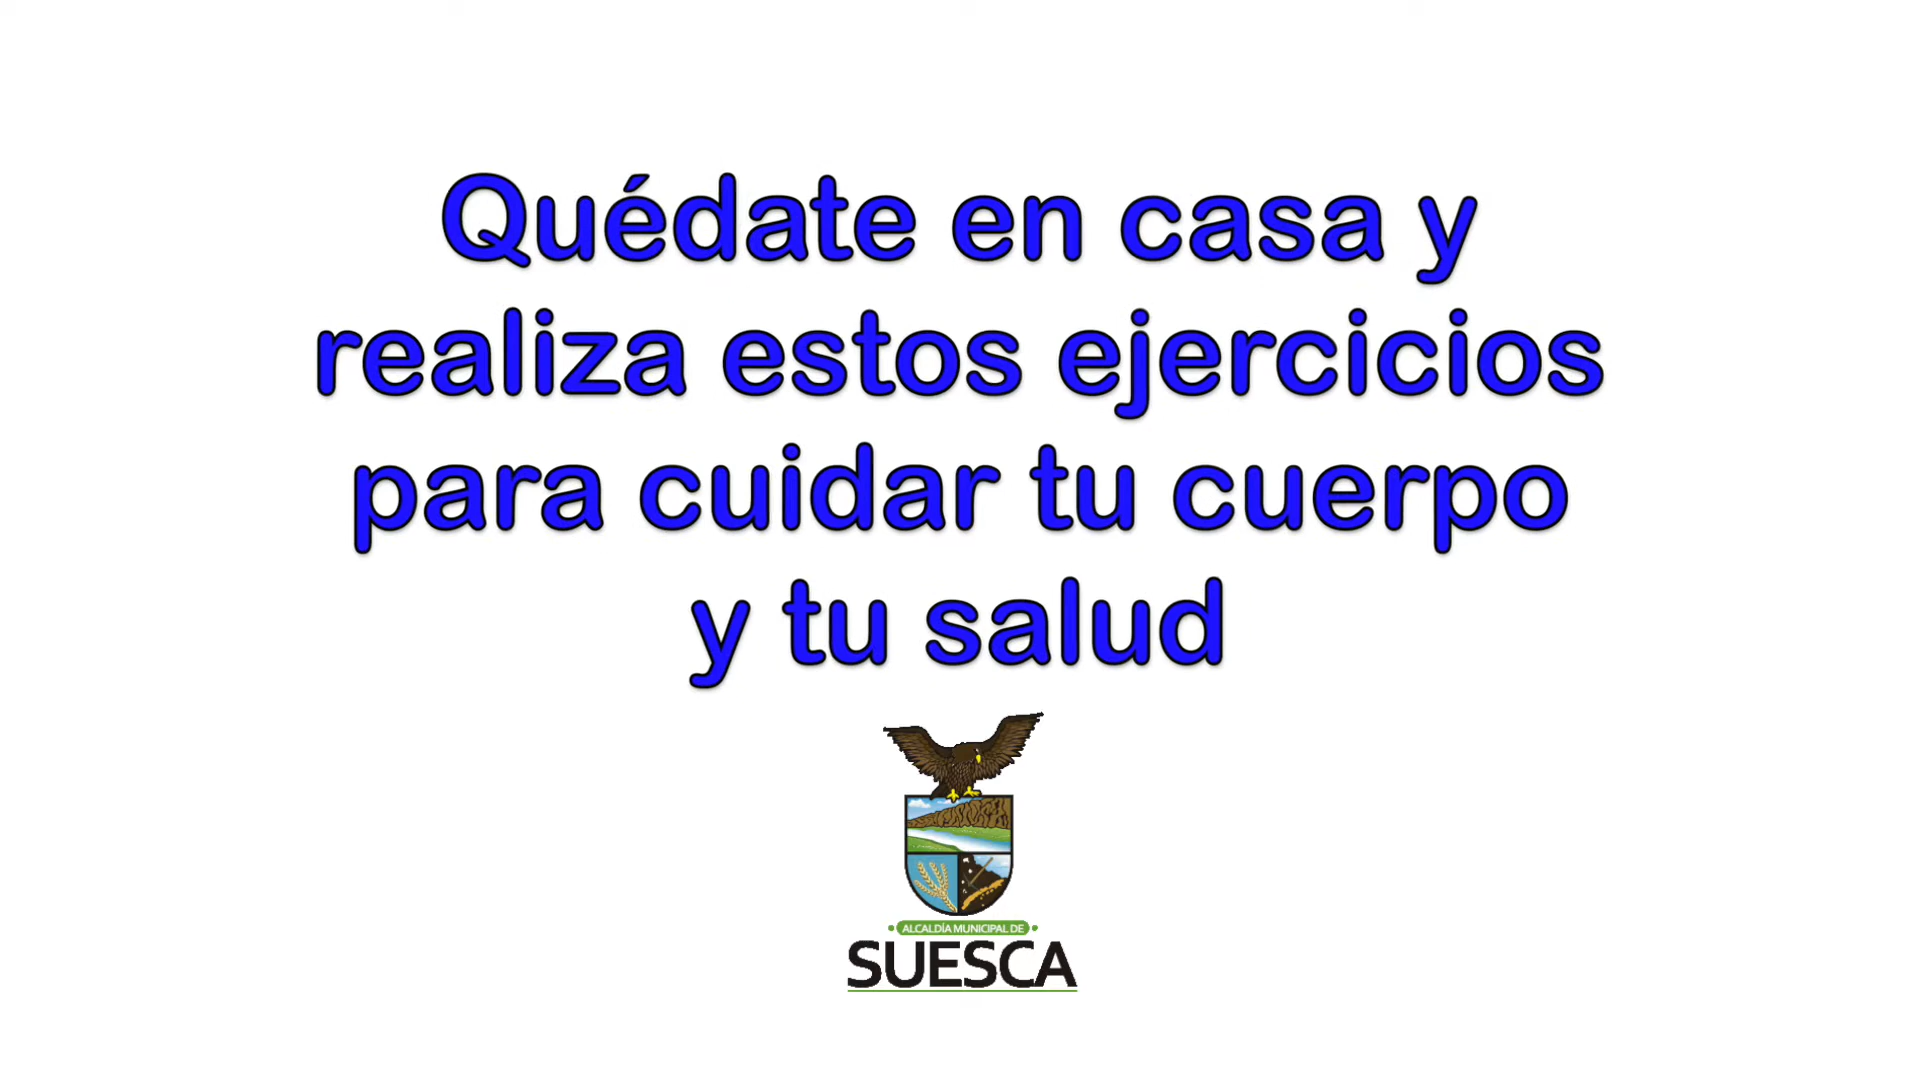 Quédate en casa y
realiza estos ejercicios
para cuidar tu cuerpo
y tu salud
ALCALDÍA MUNICIPAL DE
SUESCA